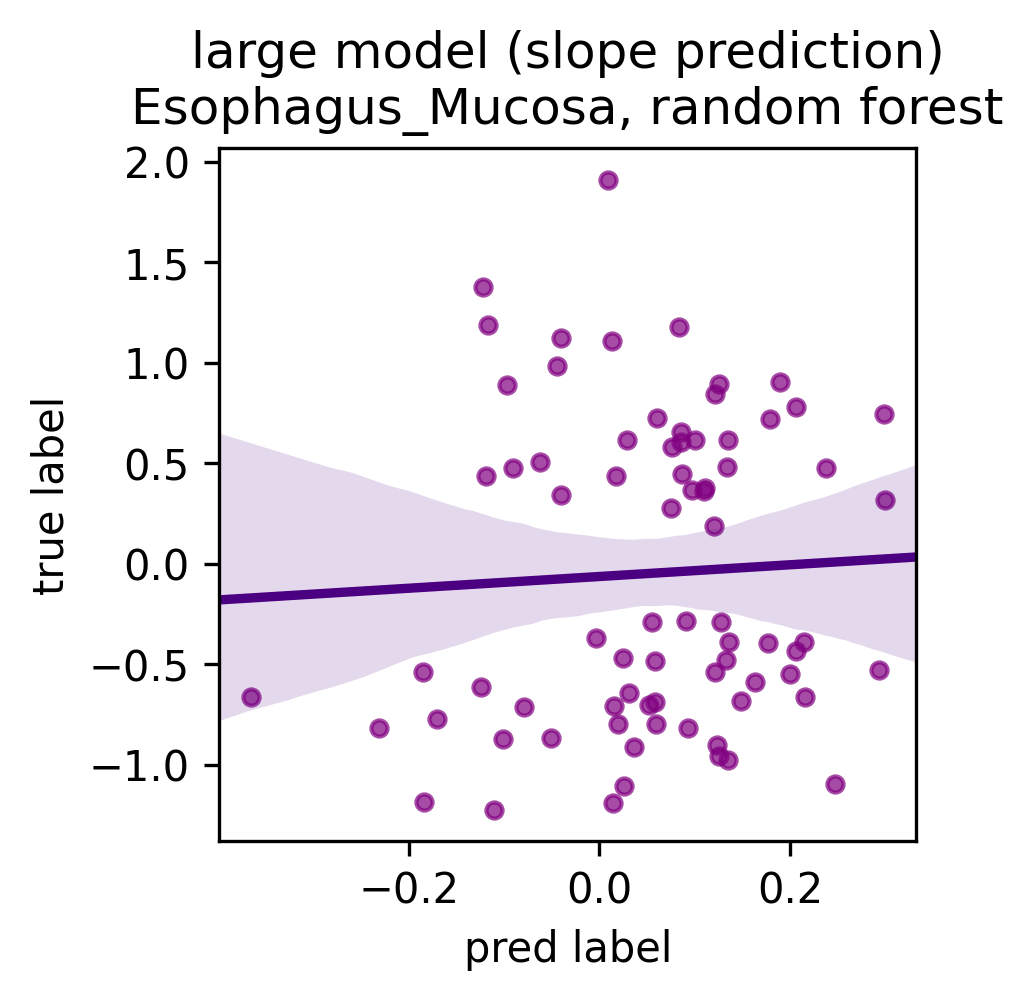 large model (slope prediction)
Esophagus_Mucosa, random forest
2.0
1.5
1.0
0.5
0.0
−0.5
−1.0
true label
−0.2
0.0
0.2
pred label